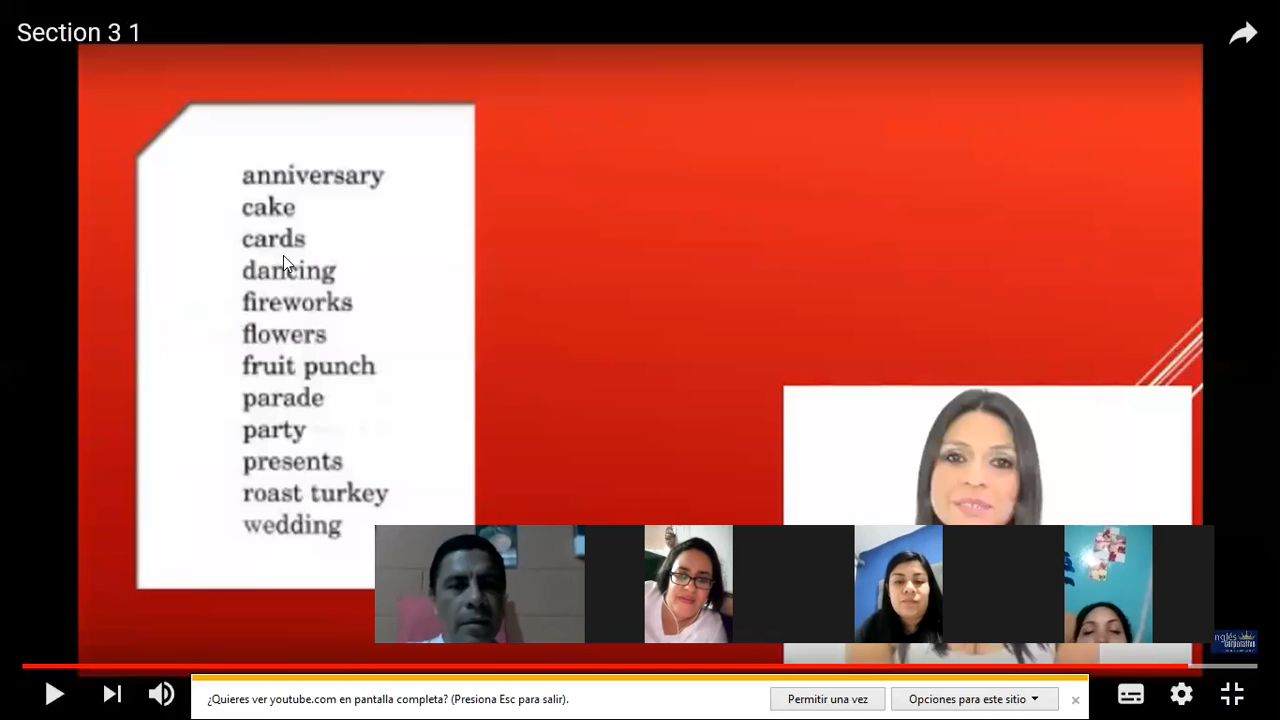 Section 3 1
anniversary
cake
cards
dancing
fireworks
flowers
fruit punch
parade
party
presents
roast turkey
wedding
Inglés
¿Quieres ver youtube.com en pantalla completa? (Presiona Esc para salir).
Permitir una vez
Opciones para este sitio